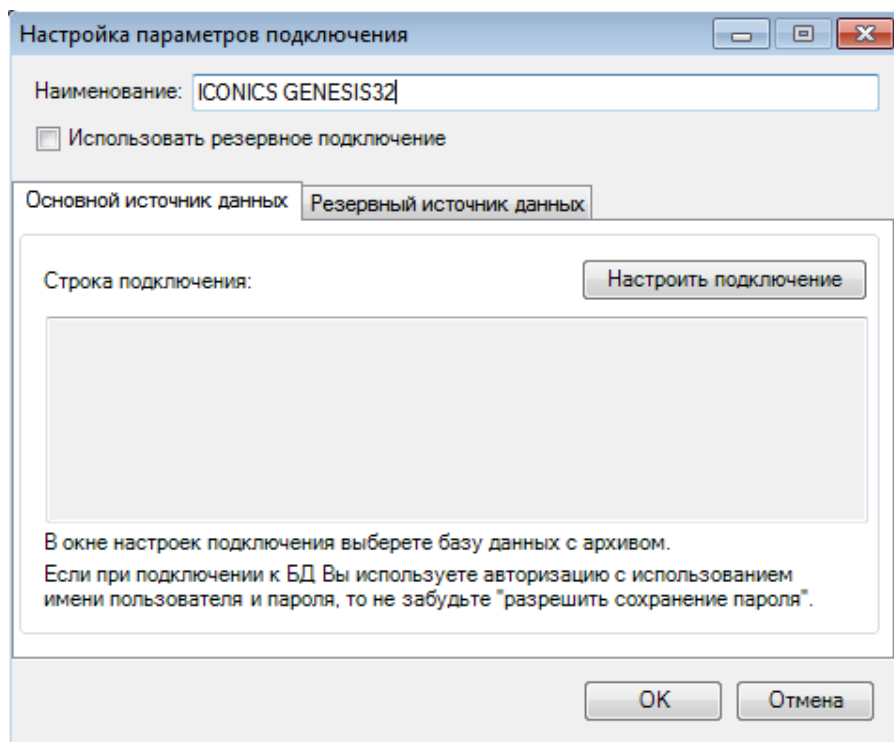 Настройка параметров подключения
Наименование: ICONICS GENESIS32
Использовать резервное подключение
Основной источник данных Резервный источник данных
Строка подключения: Настроить подключение
В окне настроек подключения выберете базу данных с архивом.
Если при подключении к БД Вы используете авторизацию с использованием
имени пользователя и пароля, то не забудьте "разрешить сохранение пароля".
OK Отмена